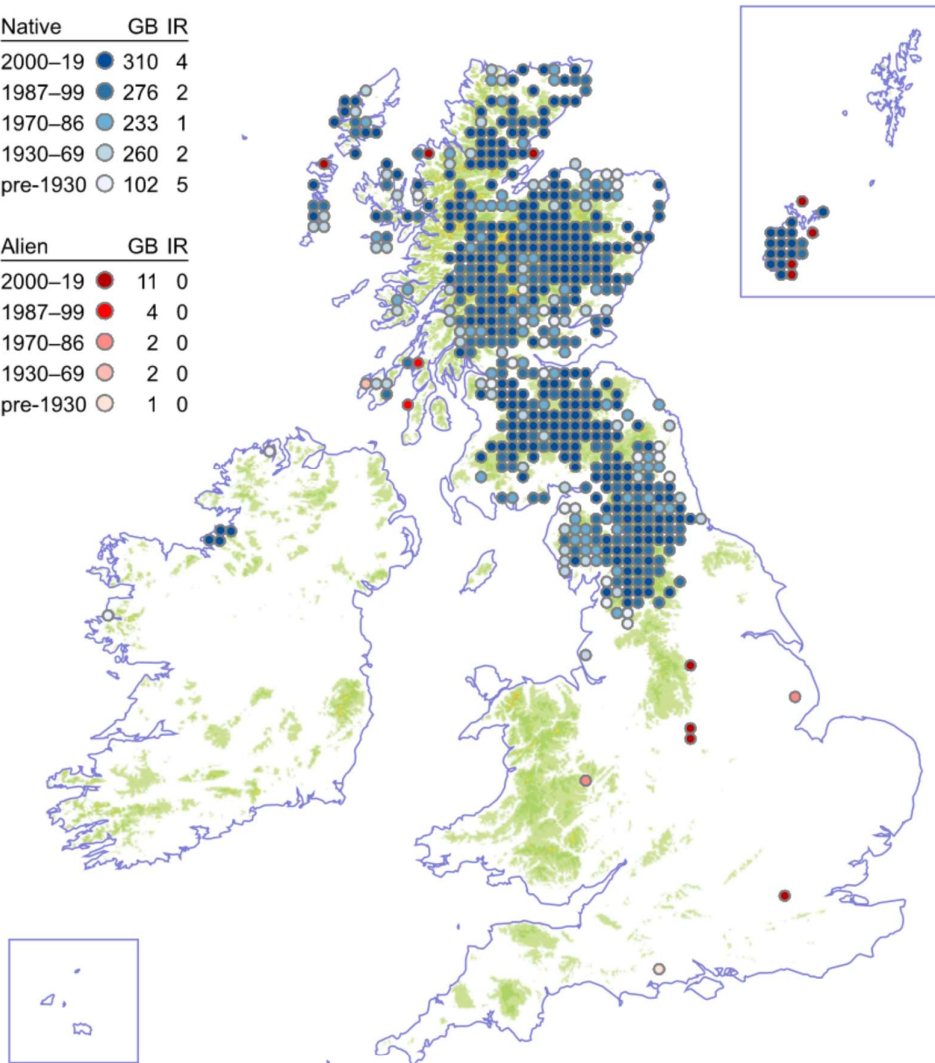 Native GB IR
2000–19 310 4
1987–99 276 2
1970–86 233 1
1930–69 260 2
pre-1930 102 5
Alien GB IR
2000–19 11 0
1987–99 4 0
1970–86 2 0
1930–69 2 0
pre-1930 1 0